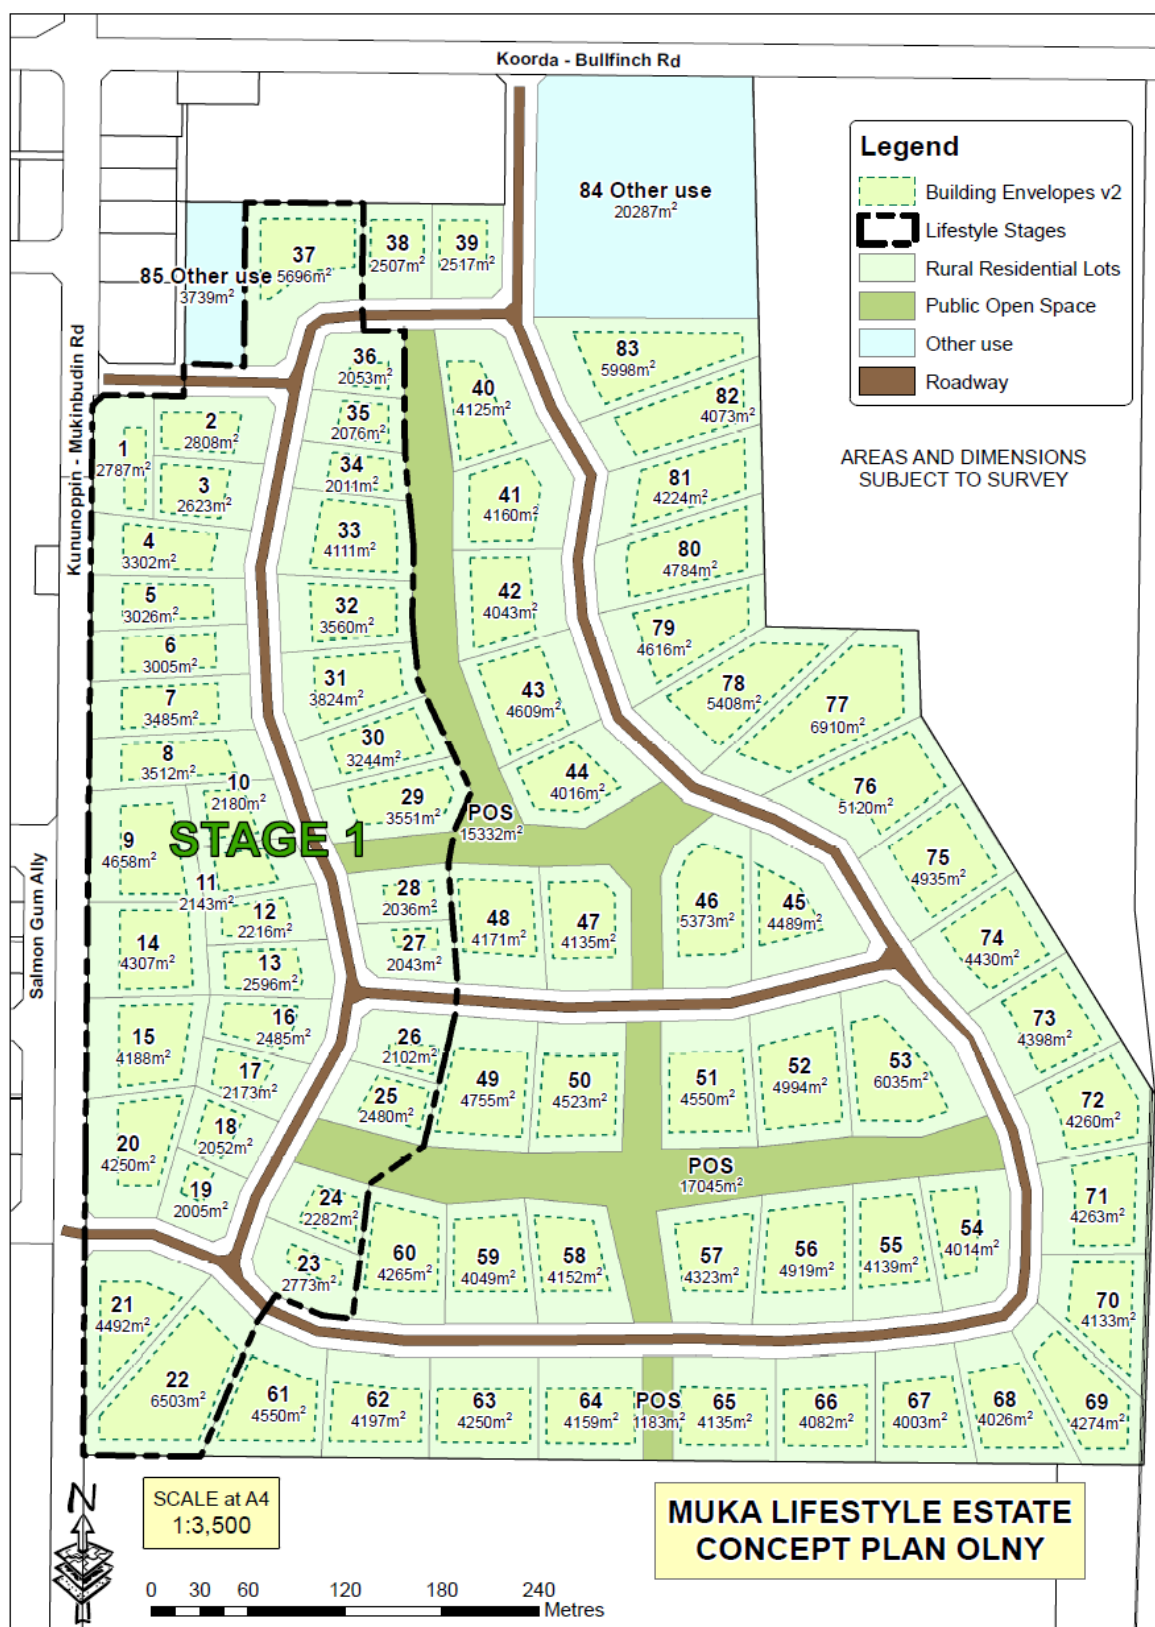 Koorda - Bullfinch Rd
Legend
Building Envelopes v2
Lifestyle Stages
Rural Residential Lots
Public Open Space
Other use
Roadway
AREAS AND DIMENSIONS
SUBJECT TO SURVEY
84 Other use
20287m²
85 Other use
3739m²
37
5696m²
38
2507m²
39
2517m²
Kununoppin - Mukinbudin Rd
Salmon Gum Ally
36
2053m²
35
2076m²
34
2011m²
33
4111m²
32
3560m²
31
3824m²
30
3244m²
29
3551m²
40
4125m²
41
4160m²
42
4043m²
43
4609m²
44
4016m²
83
5998m²
82
4073m²
81
4224m²
80
4784m²
79
4616m²
78
5408m²
77
6910m²
76
5120m²
75
4935m²
74
4430m²
73
4398m²
72
4260m²
71
4263m²
70
4133m²
69
4274m²
1
2787m²
2
2808m²
3
2623m²
4
3302m²
5
3026m²
6
3005m²
7
3485m²
8
3512m²
10
2180m²
9
4658m²
STAGE 1
11
2143m²
12
2216m²
13
2596m²
14
4307m²
15
4188m²
16
2485m²
17
2173m²
18
2052m²
19
2005m²
20
4250m²
21
4492m²
22
6503m²
POS
15332m²
28
2036m²
27
2043m²
48
4171m²
47
4135m²
46
5373m²
45
4489m²
26
2102m²
25
2480m²
49
4755m²
50
4523m²
51
4550m²
52
4994m²
53
6035m²
POS
17045m²
24
2282m²
23
2773m²
60
4265m²
59
4049m²
58
4152m²
57
4323m²
56
4919m²
55
4139m²
54
4014m²
61
4550m²
62
4197m²
63
4250m²
64
4159m²
POS
1183m²
65
4135m²
66
4082m²
67
4003m²
68
4026m²
N
SCALE at A4
1:3,500
MUKA LIFESTYLE ESTATE
CONCEPT PLAN OLNY
0 30 60 120 180 240
Metres